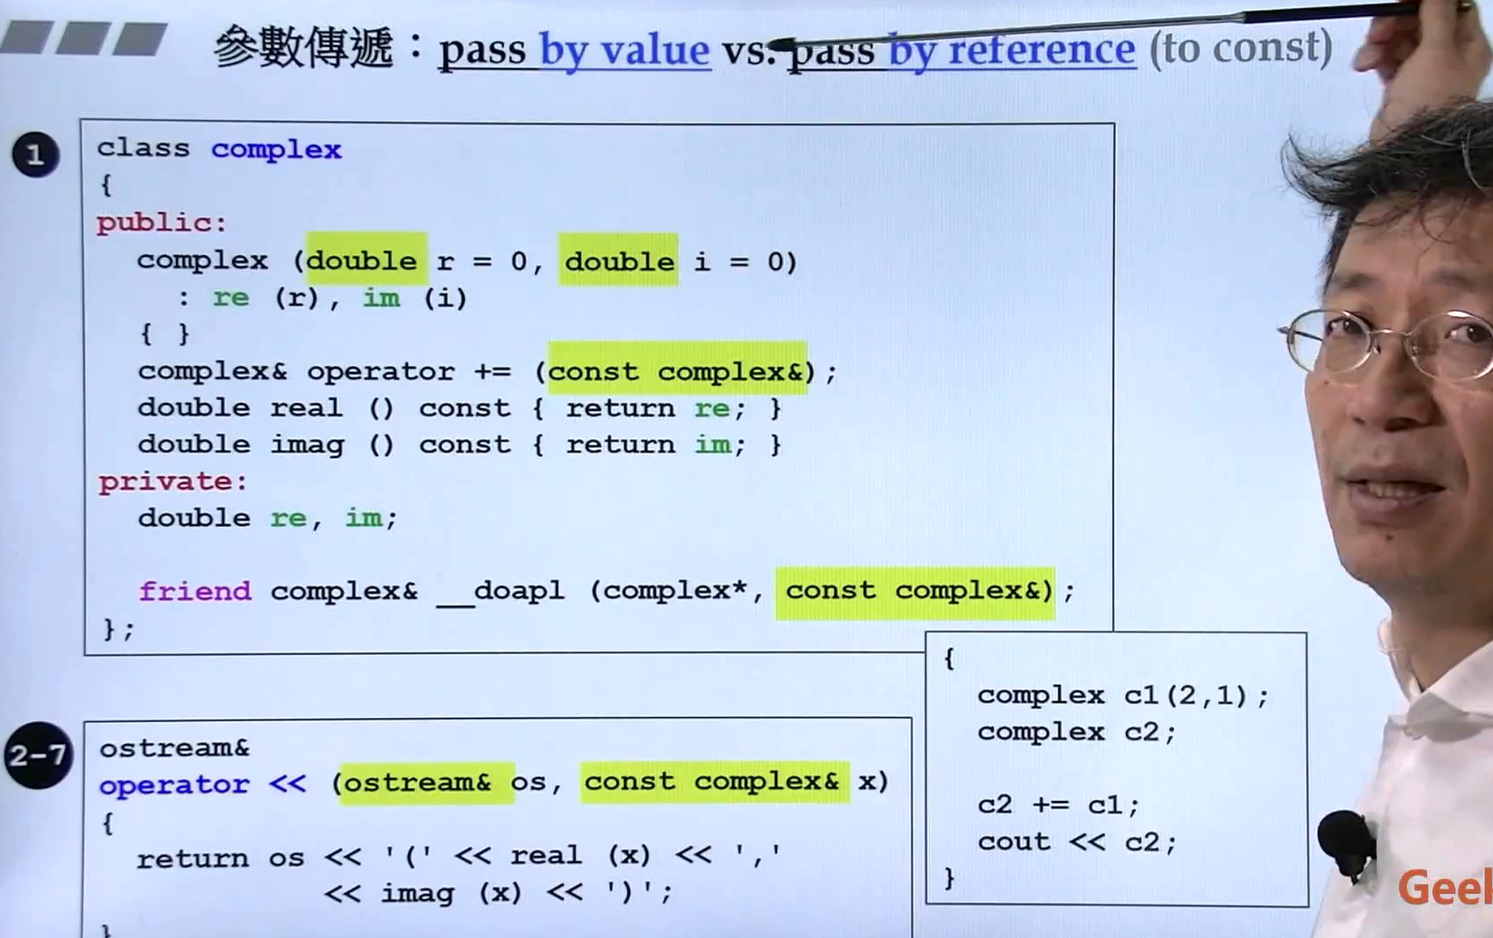 參數傳遞：pass by value vs. pass by reference (to const)
1
class complex
{
public:
complex (double r = 0, double i = 0)
: re (r), im (i)
{ }
complex& operator += (const complex&);
double real () const { return re; }
double imag () const { return im; }
private:
double re, im;
friend complex& __doapl (complex*, const complex&);
};
{
complex c1(2,1);
complex c2;
c2 += c1;
cout << c2;
}
2-7
ostream&
operator << (ostream& os, const complex& x)
{
return os << '(' << real (x) << ','
<< imag (x) << ')';
}